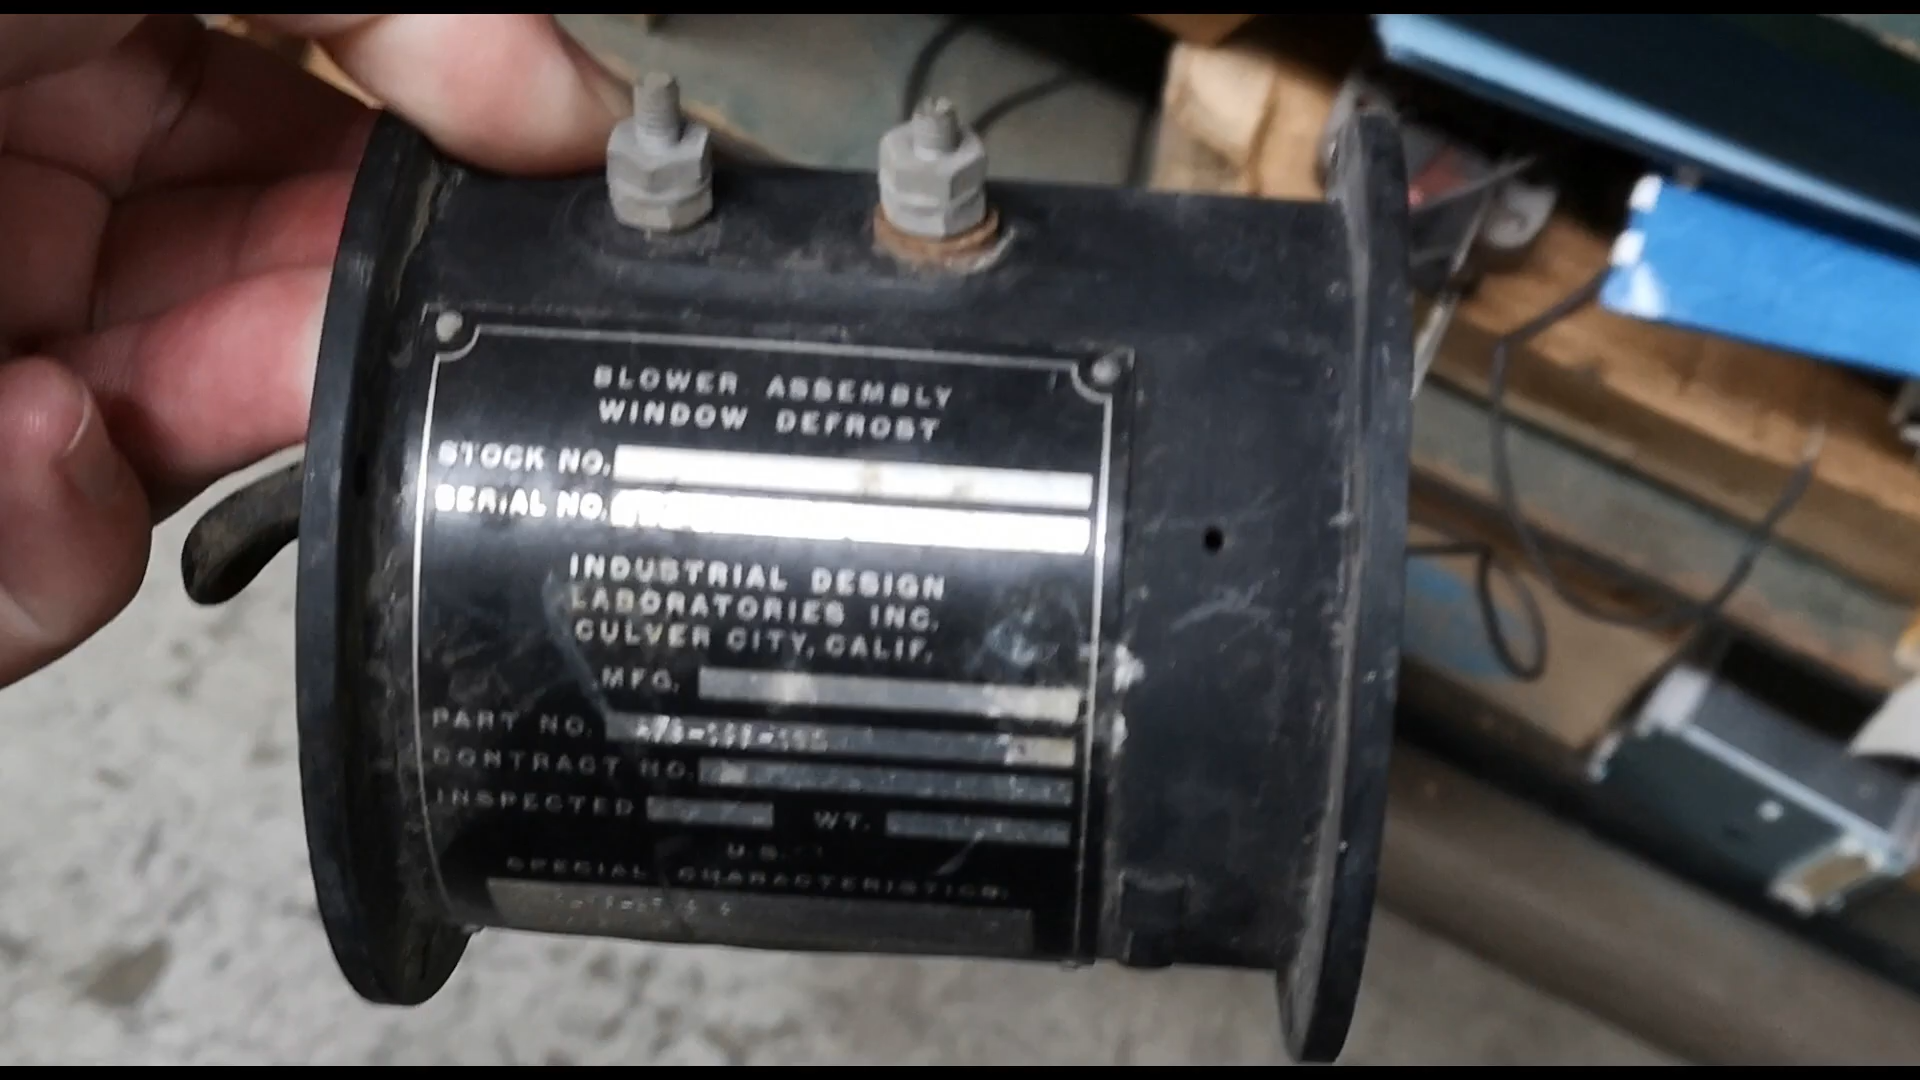 BLOWER ASSEMBLY
WINDOW DEFROST
STOCK NO.
SERIAL NO.
INDUSTRIAL DESIGN
LABORATORIES INC.
CULVER CITY, CALIF.
MFG.
PART NO.
CONTRACT NO.
INSPECTED WT.
U.S.
SPECIAL CHARACTERISTICS.